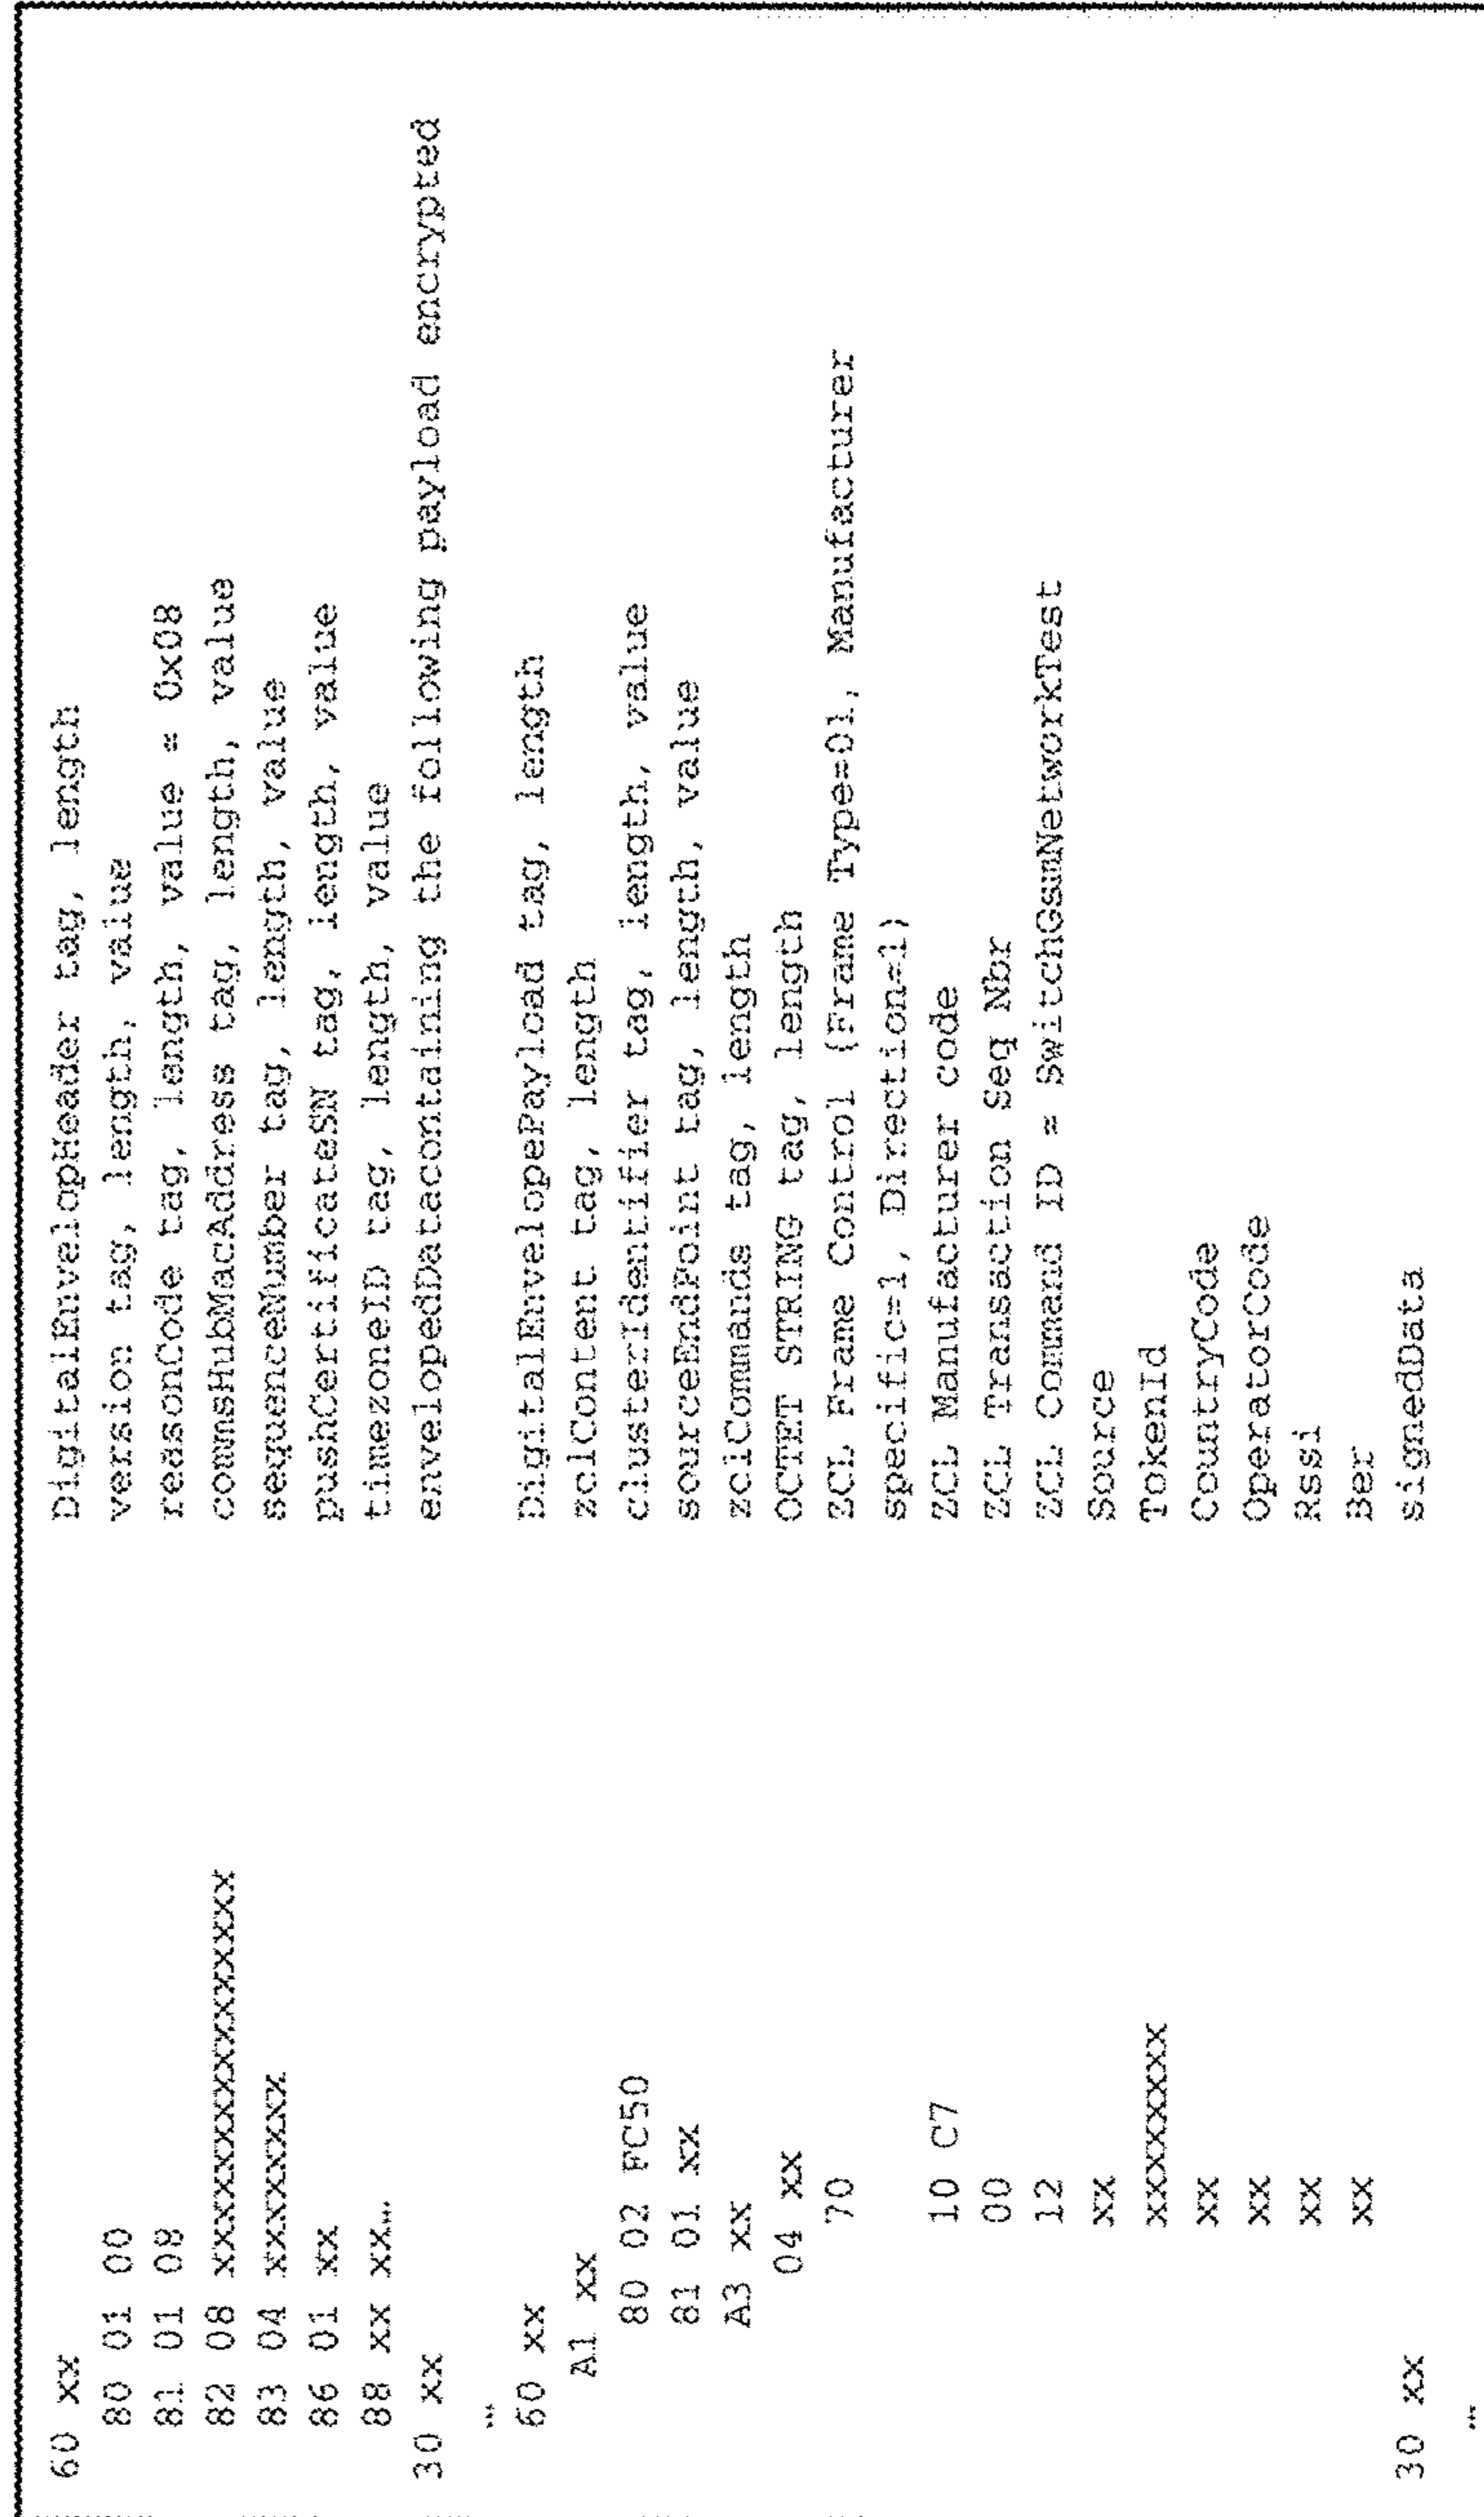 60 xx DigitalEnvelopHeader tag, length
80 01 00 version tag, length, value
81 01 08 reasonCode tag, length, value = 0x08
82 08 xxxxxxxxxxxxxxxx commsHubMacAddress tag, length, value
83 04 xxxxxxxx sequenceNumber tag, length, value
86 01 xx pushCertificateSN tag, length, value
88 xx xx… timezoneID tag, length, value
30 xx envelopedDatacontaining the following payload encrypted
…
60 xx DigitalEnvelopePayload tag, length
A1 xx zclContent tag, length
80 02 FC50 clusterIdentifier tag, length, value
81 01 xx sourceEndPoint tag, length, value
A3 xx zclCommands tag, length
04 xx OCTET STRING tag, length
70 ZCL Frame Control (Frame Type=01, Manufacturer
specific=1, Direction=1)
10 C7 ZCL Manufacturer code
00 ZCL Transaction Seq Nbr
12 ZCL Command ID = SwitchGsmNetworkTest
xx Source
xxxxxxxx TokenId
xx CountryCode
xx OperatorCode
xx Rssi
xx Ber
30 xx signedData
…